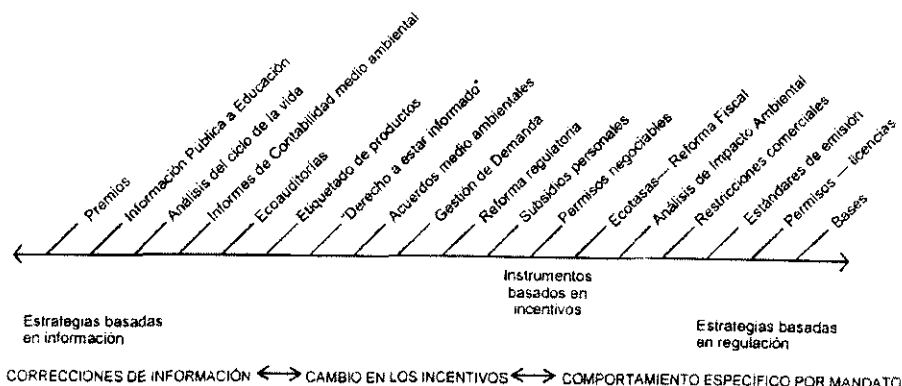 Premios
Información Pública a Educación
Análisis del ciclo de la vida
Informes de Contabilidad medio ambiental
Ecoauditorías
Etiquetado de productos
"Derecho a estar informado"
Acuerdos medio ambientales
Gestión de Demanda
Reforma regulatoria
Subsidios personales
Permisos negociables
Ecotasas — Reforma Fiscal
Análisis de Impacto Ambiental
Restricciones comerciales
Estándares de emisión
Permisos — licencias
Bases
Estrategias basadas
en información
Instrumentos
basados en
incentivos
Estrategias basadas
en regulación
CORRECCIONES DE INFORMACIÓN ⟷ CAMBIO EN LOS INCENTIVOS ⟷ COMPORTAMIENTO ESPECÍFICO POR MANDATO